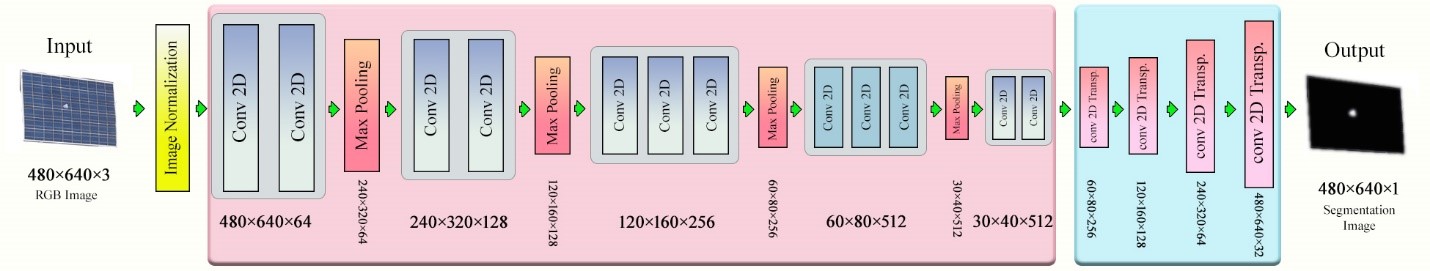 Input
480×640×3
RGB Image
Image Normalization
Conv 2D
Conv 2D
480×640×64
Max Pooling
240×320×64
Conv 2D
Conv 2D
240×320×128
Max Pooling
120×160×128
Conv 2D
Conv 2D
Conv 2D
120×160×256
Max Pooling
60×80×256
Conv 2D
Conv 2D
Conv 2D
60×80×512
Max Pooling
30×40×512
Conv 2D
Conv 2D
30×40×512
conv 2D Transp.
60×80×256
conv 2D Transp.
120×160×128
conv 2D Transp.
240×320×64
conv 2D Transp.
480×640×32
Output
480×640×1
Segmentation
Image